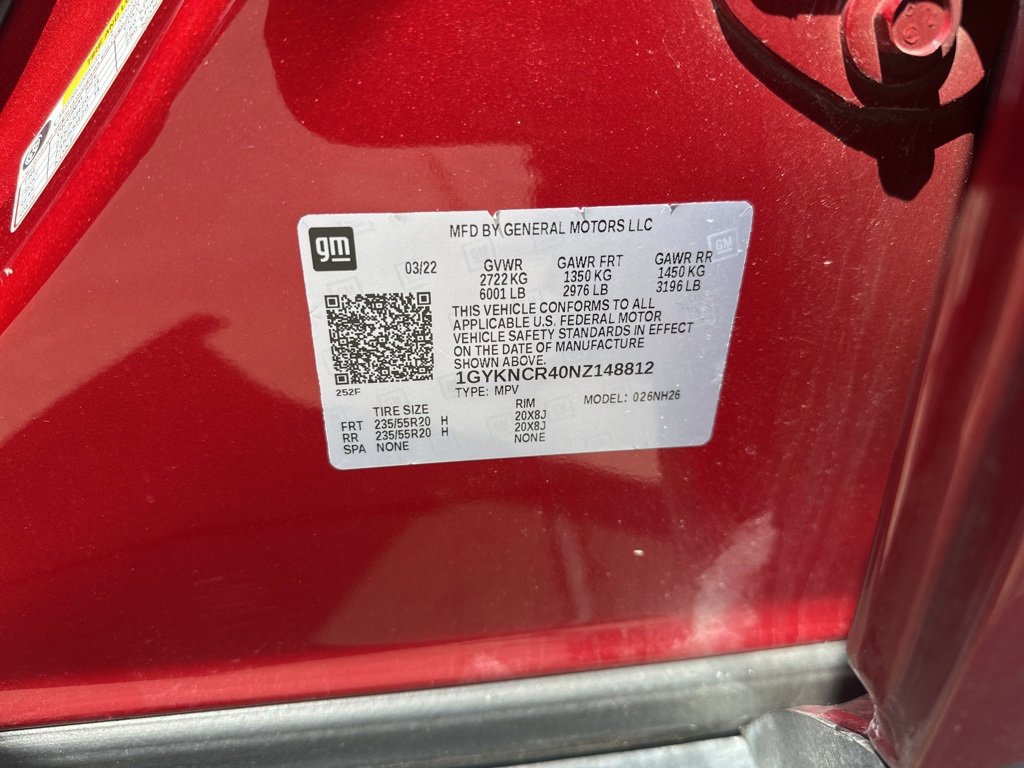 TIRE AND
gm
MFD BY GENERAL MOTORS LLC
03/22
GVWR GAWR FRT GAWR RR
2722 KG 1350 KG 1450 KG
6001 LB 2976 LB 3196 LB
THIS VEHICLE CONFORMS TO ALL
APPLICABLE U.S. FEDERAL MOTOR
VEHICLE SAFETY STANDARDS IN EFFECT
ON THE DATE OF MANUFACTURE
SHOWN ABOVE.
1GYKNCR40NZ148812
252F
TYPE: MPV MODEL: 026NH26
TIRE SIZE RIM
FRT 235/55R20 H 20X8J
RR 235/55R20 H 20X8J
SPA NONE NONE